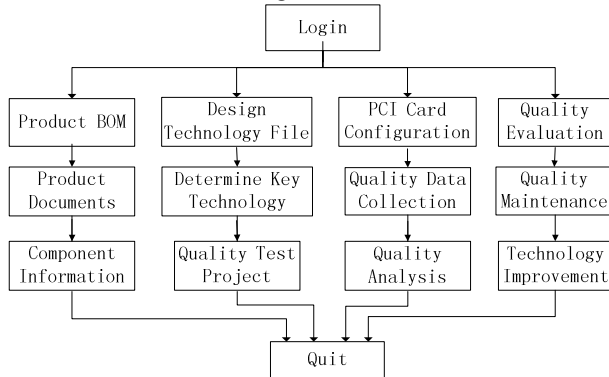 Login
Product BOM
Design
Technology File
PCI Card
Configuration
Quality
Evaluation
Product
Documents
Determine Key
Technology
Quality Data
Collection
Quality
Maintenance
Component
Information
Quality Test
Project
Quality
Analysis
Technology
Improvement
Quit